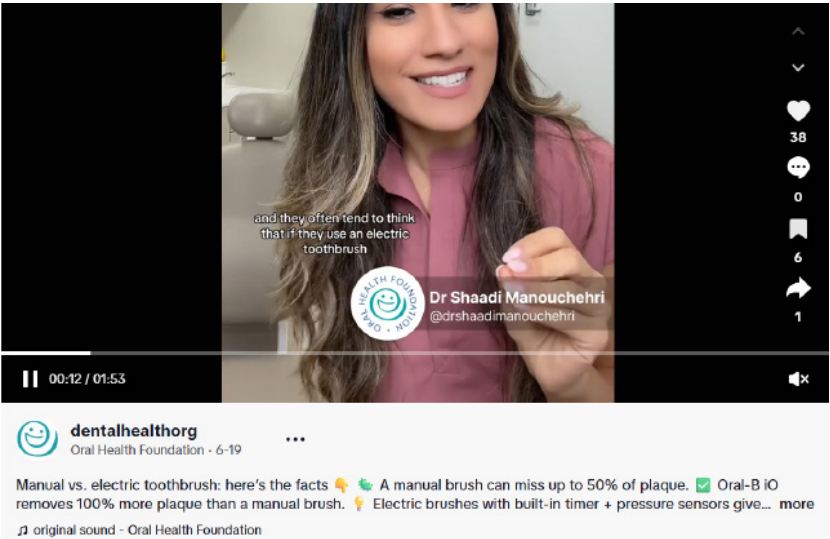 38
0
6
1
and they often tend to think
that if they use an electric
toothbrush
ORAL HEALTH FOUNDATION
Dr Shaadi Manouchehri
@drshaadimanouchehri
00:12 / 01:53
dentalhealthorg
Oral Health Foundation · 6-19
Manual vs. electric toothbrush: here's the facts 👇 🦠 A manual brush can miss up to 50% of plaque. ✅ Oral-B iO
removes 100% more plaque than a manual brush. 💡 Electric brushes with built-in timer + pressure sensors give... more
♫ original sound - Oral Health Foundation